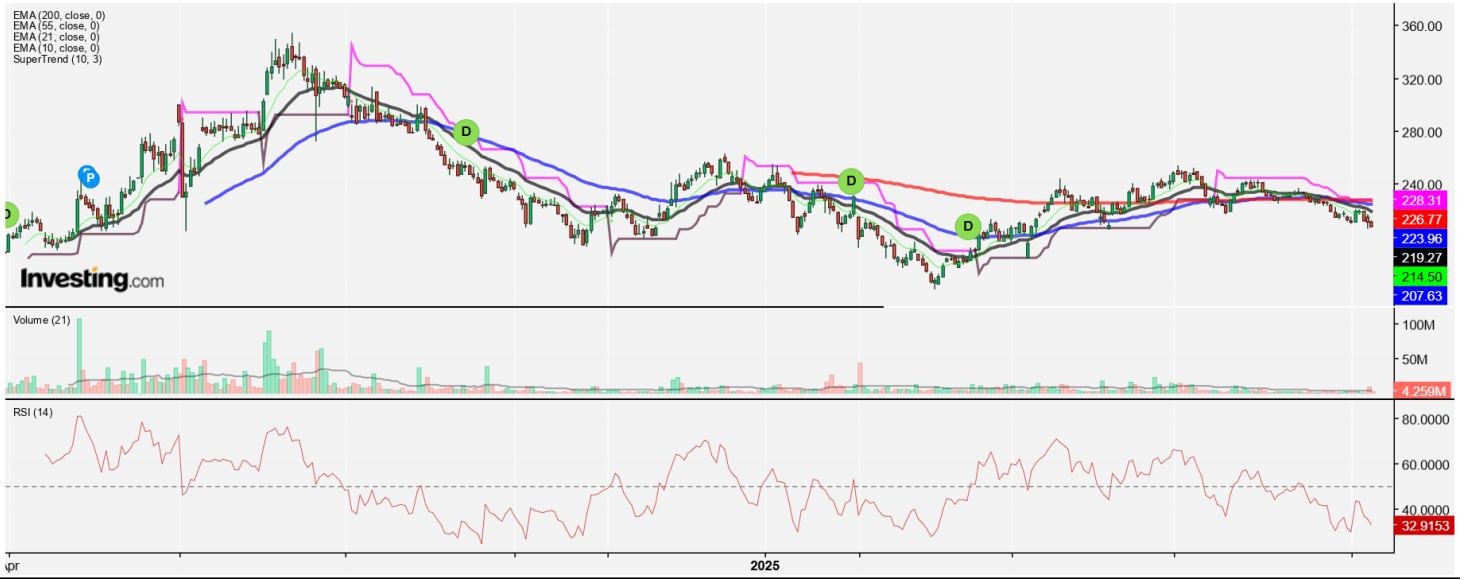 EMA (200, close, 0)
EMA (55, close, 0)
EMA (21, close, 0)
EMA (10, close, 0)
SuperTrend (10, 3)
360.00
320.00
280.00
240.00
228.31
226.77
223.96
219.27
214.50
207.63
P
D
D
D
D
Investing.com
Volume (21)
100M
50M
4.259M
RSI (14)
80.0000
60.0000
40.0000
32.9153
Apr
2025